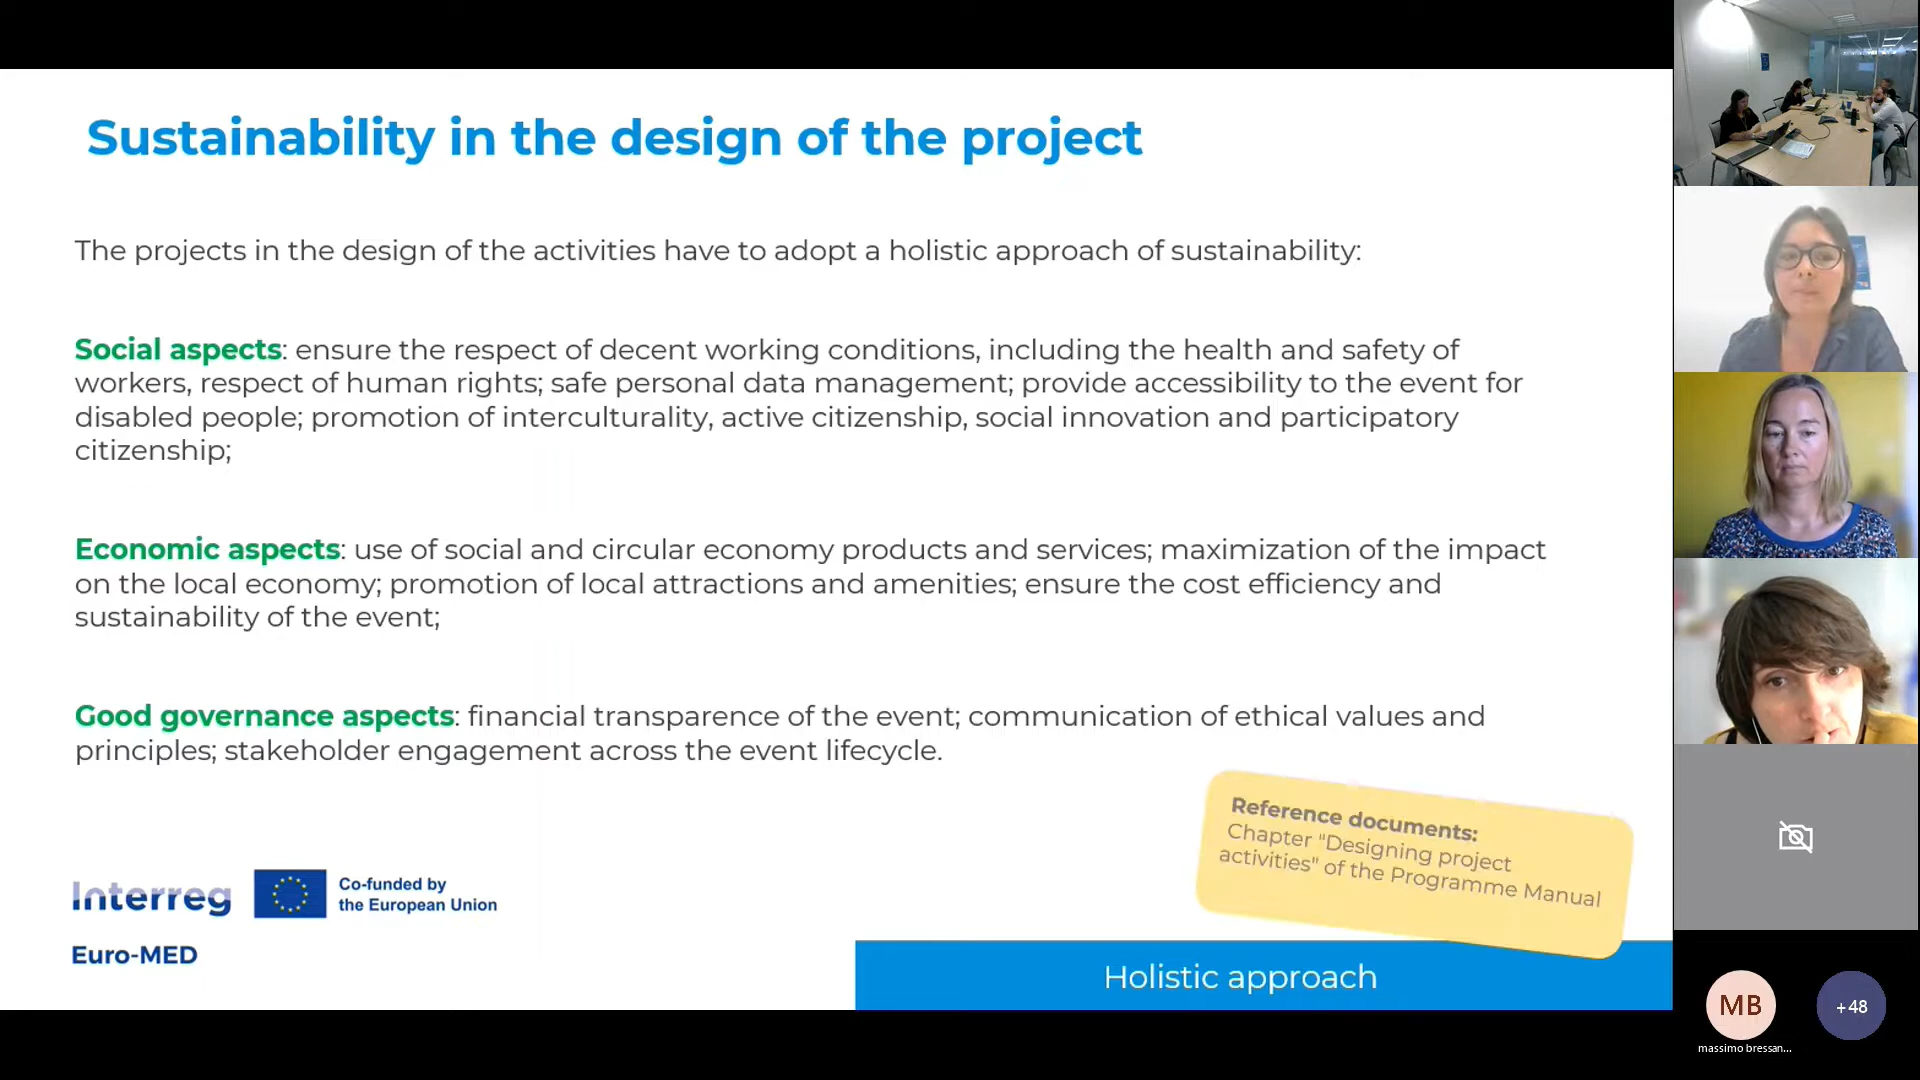 Sustainability in the design of the project
The projects in the design of the activities have to adopt a holistic approach of sustainability:
Social aspects: ensure the respect of decent working conditions, including the health and safety of
workers, respect of human rights; safe personal data management; provide accessibility to the event for
disabled people; promotion of interculturality, active citizenship, social innovation and participatory
citizenship;
Economic aspects: use of social and circular economy products and services; maximization of the impact
on the local economy; promotion of local attractions and amenities; ensure the cost efficiency and
sustainability of the event;
Good governance aspects: financial transparence of the event; communication of ethical values and
principles; stakeholder engagement across the event lifecycle.
Reference documents:
Chapter "Designing project
activities" of the Programme Manual
Interreg
Co-funded by
the European Union
Euro-MED
Holistic approach
MB
+48
massimo bressan...